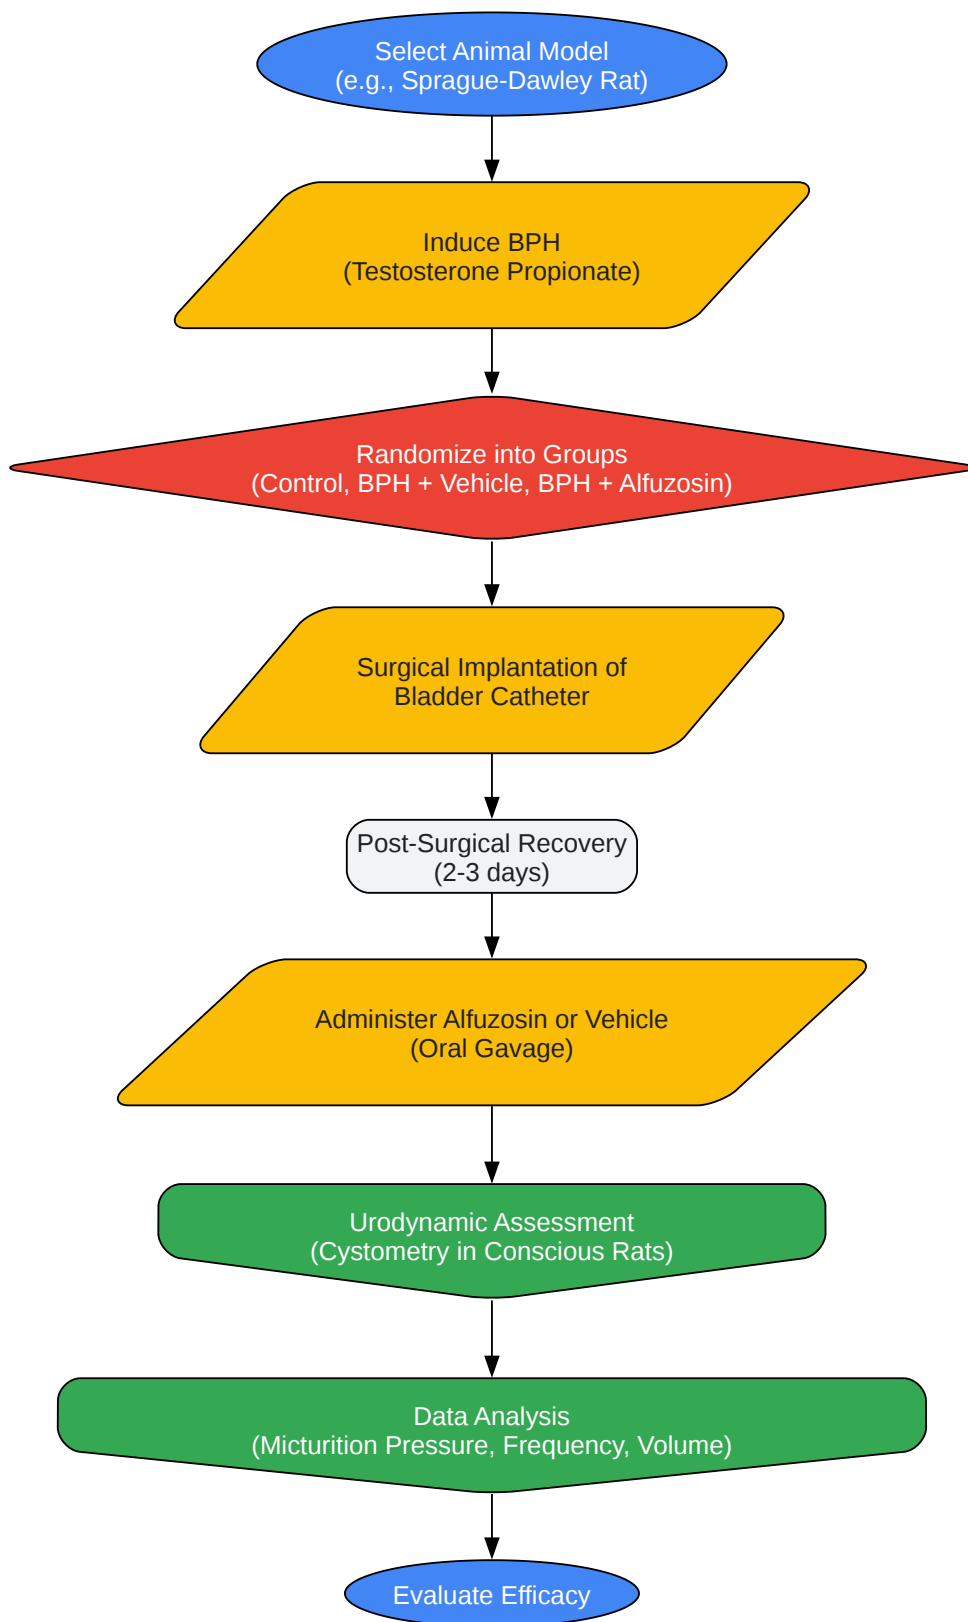 Select Animal Model
(e.g., Sprague-Dawley Rat)
Induce BPH
(Testosterone Propionate)
Randomize into Groups
(Control, BPH + Vehicle, BPH + Alfuzosin)
Surgical Implantation of
Bladder Catheter
Post-Surgical Recovery
(2-3 days)
Administer Alfuzosin or Vehicle
(Oral Gavage)
Urodynamic Assessment
(Cystometry in Conscious Rats)
Data Analysis
(Micturition Pressure, Frequency, Volume)
Evaluate Efficacy